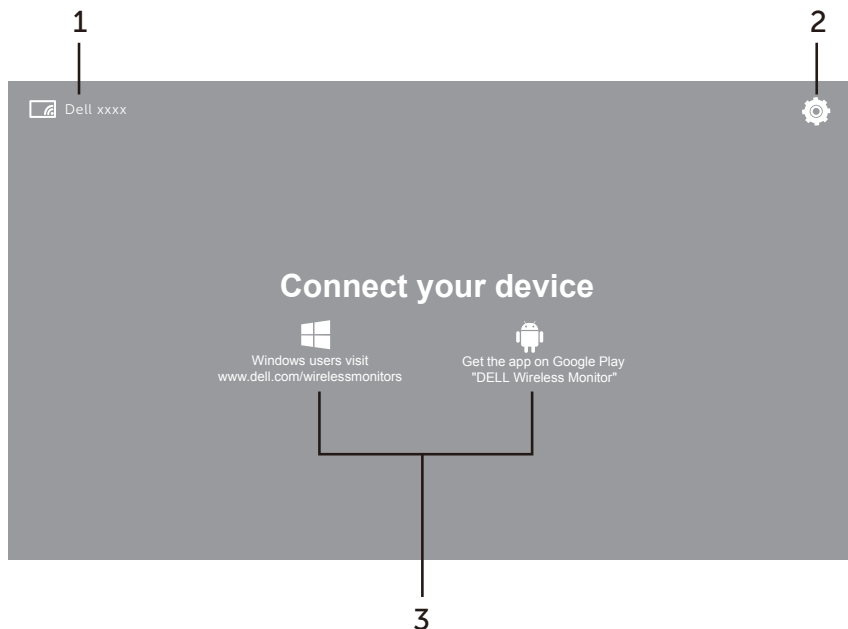 1
2
Dell xxxx
Connect your device
Windows users visit
www.dell.com/wirelessmonitors
Get the app on Google Play
"DELL Wireless Monitor"
3